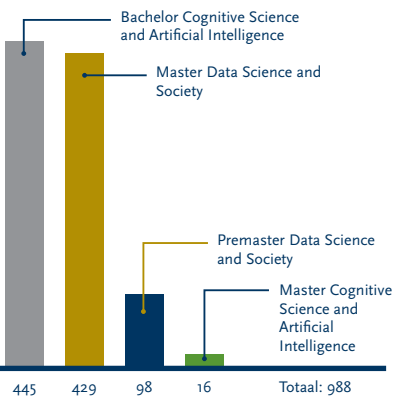 Bachelor Cognitive Science
and Artificial Intelligence
Master Data Science and
Society
Premaster Data Science
and Society
Master Cognitive
Science and
Artificial
Intelligence
445 429 98 16 Totaal: 988